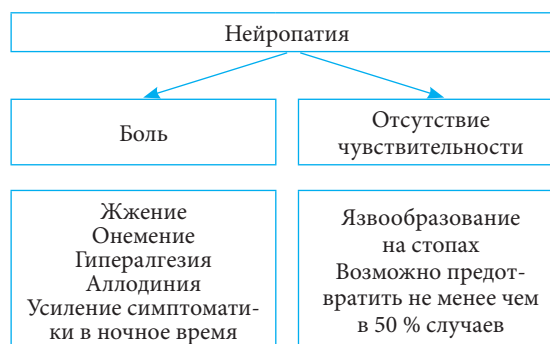 Нейропатия
Боль
Отсутствие
чувствительности
Жжение
Онемение
Гипералгезия
Аллодиния
Усиление симптомати-
ки в ночное время
Язвообразование
на стопах
Возможно предот-
вратить не менее чем
в 50 % случаев